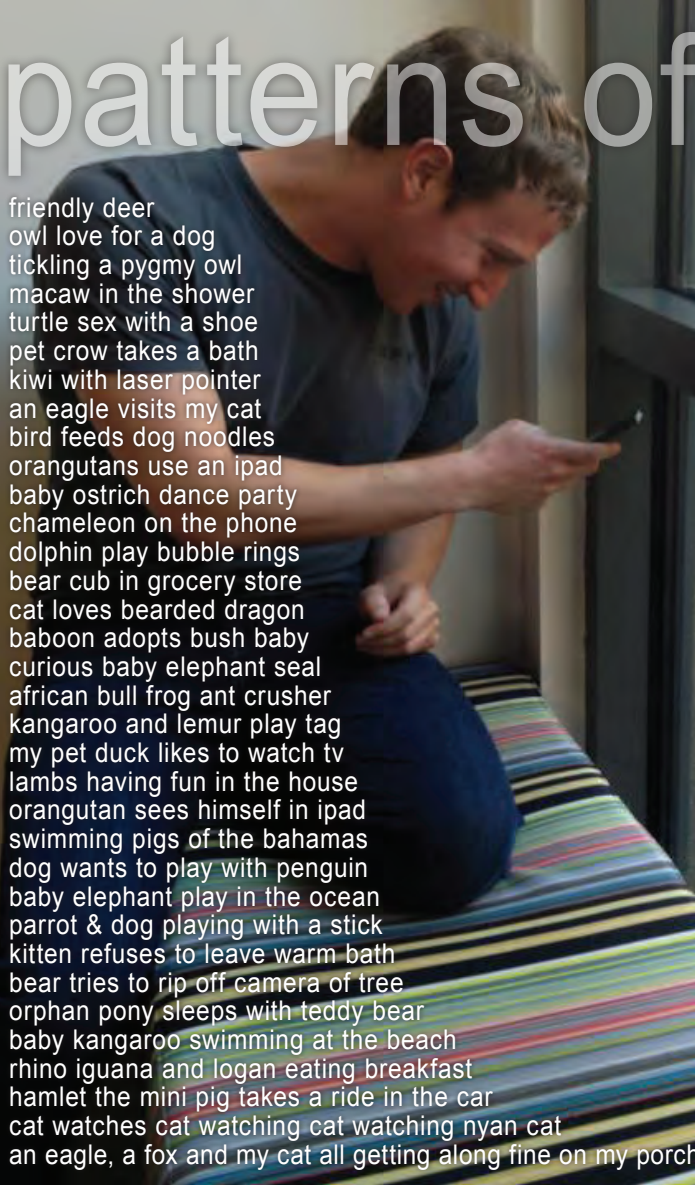 patterns of
friendly deer
owl love for a dog
tickling a pygmy owl
macaw in the shower
turtle sex with a shoe
pet crow takes a bath
kiwi with laser pointer
an eagle visits my cat
bird feeds dog noodles
orangutans use an ipad
baby ostrich dance party
chameleon on the phone
dolphin play bubble rings
bear cub in grocery store
cat loves bearded dragon
baboon adopts bush baby
curious baby elephant seal
african bull frog ant crusher
kangaroo and lemur play tag
my pet duck likes to watch tv
lambs having fun in the house
orangutan sees himself in ipad
swimming pigs of the bahamas
dog wants to play with penguin
baby elephant play in the ocean
parrot & dog playing with a stick
kitten refuses to leave warm bath
bear tries to rip off camera of tree
orphan pony sleeps with teddy bear
baby kangaroo swimming at the beach
rhino iguana and logan eating breakfast
hamlet the mini pig takes a ride in the car
cat watches cat watching cat watching nyan cat
an eagle, a fox and my cat all getting along fine on my porch